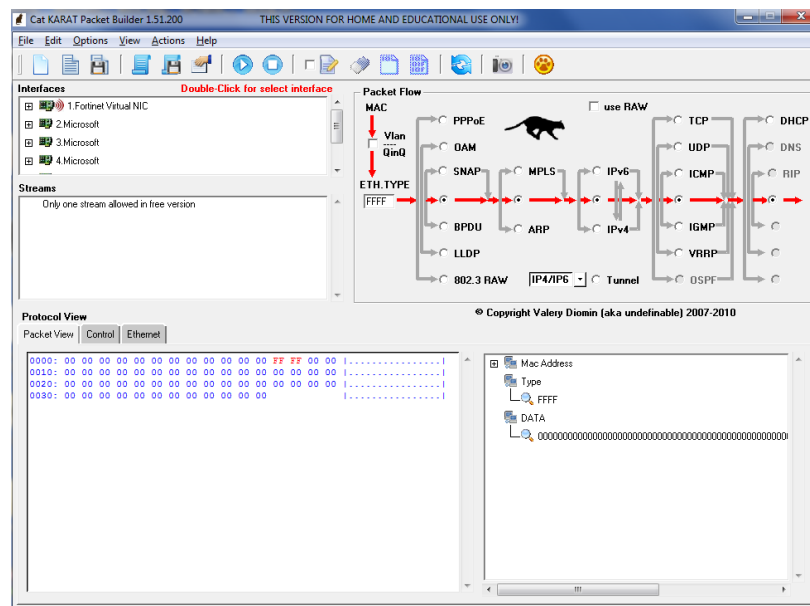 Cat KARAT Packet Builder 1.51.200 THIS VERSION FOR HOME AND EDUCATIONAL USE ONLY!
File Edit Options View Actions Help
Interfaces Double-Click for select interface
1.Fortinet Virtual NIC
2.Microsoft
3.Microsoft
4.Microsoft
Streams
Only one stream allowed in free version
Packet Flow
MAC
use RAW
Vlan
QinQ
ETH.TYPE
FFFF
PPPoE
OAM
SNAP
BPDU
LLDP
802.3 RAW
MPLS
ARP
IPv6
IPv4
IP4/IP6
Tunnel
TCP
UDP
ICMP
IGMP
VRRP
OSPF
DHCP
DNS
RIP
© Copyright Valery Diomin (aka undefinable) 2007-2010
Protocol View
Packet View Control Ethernet
0000: 00 00 00 00 00 00 00 00 00 00 00 00 FF FF 00 00 |................|
0010: 00 00 00 00 00 00 00 00 00 00 00 00 00 00 00 00 |................|
0020: 00 00 00 00 00 00 00 00 00 00 00 00 00 00 00 00 |................|
0030: 00 00 00 00 00 00 00 00 00 00 00 00 |................|
Mac Address
Type
FFFF
DATA
00000000000000000000000000000000000000000000000000